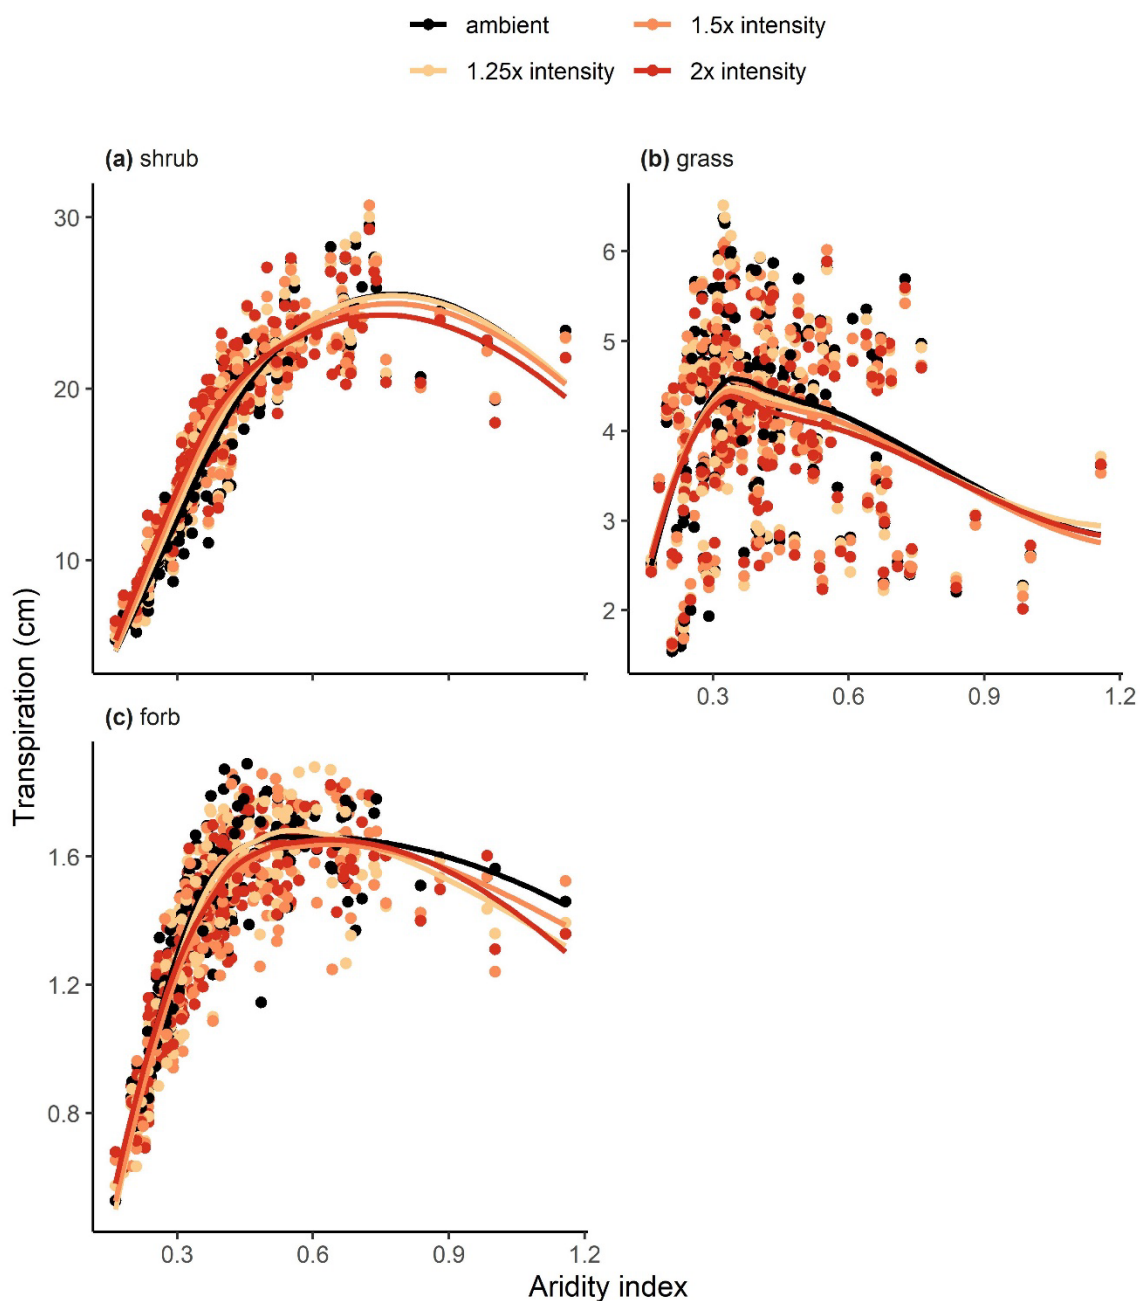 ambient 1.5x intensity
1.25x intensity 2x intensity
(a) shrub (b) grass
30
20
10
6
5
4
3
2
0.3 0.6 0.9 1.2
(c) forb
1.6
1.2
0.8
0.3 0.6 0.9 1.2
Transpiration (cm)
Aridity index